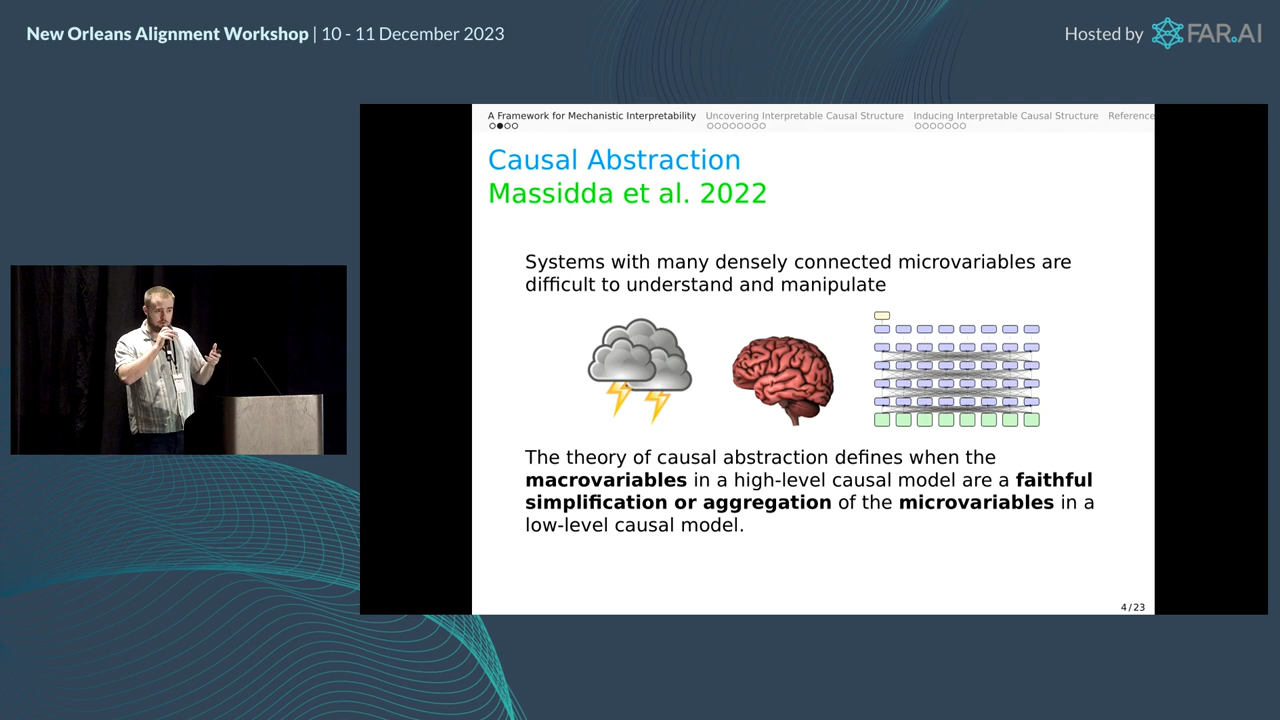 New Orleans Alignment Workshop | 10 - 11 December 2023
Hosted by FAR.AI
A Framework for Mechanistic Interpretability Uncovering Interpretable Causal Structure Inducing Interpretable Causal Structure Reference
Causal Abstraction
Massidda et al. 2022
Systems with many densely connected microvariables are
difficult to understand and manipulate
The theory of causal abstraction defines when the
macrovariables in a high-level causal model are a faithful
simplification or aggregation of the microvariables in a
low-level causal model.
4/23